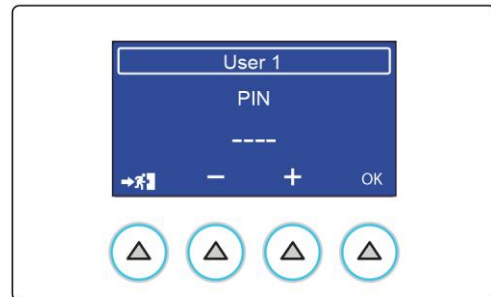 User 1
PIN
----
− + OK